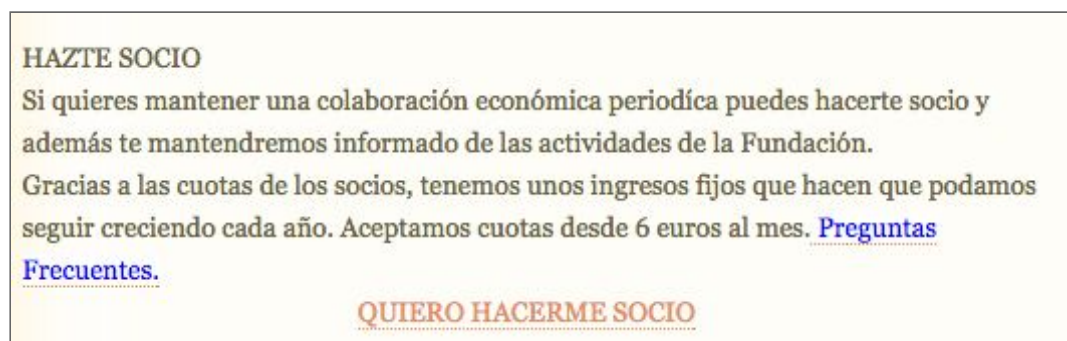 HAZTE SOCIO
Si quieres mantener una colaboración económica periodíca puedes hacerte socio y
además te mantendremos informado de las actividades de la Fundación.
Gracias a las cuotas de los socios, tenemos unos ingresos fijos que hacen que podamos
seguir creciendo cada año. Aceptamos cuotas desde 6 euros al mes. Preguntas
Frecuentes.
QUIERO HACERME SOCIO